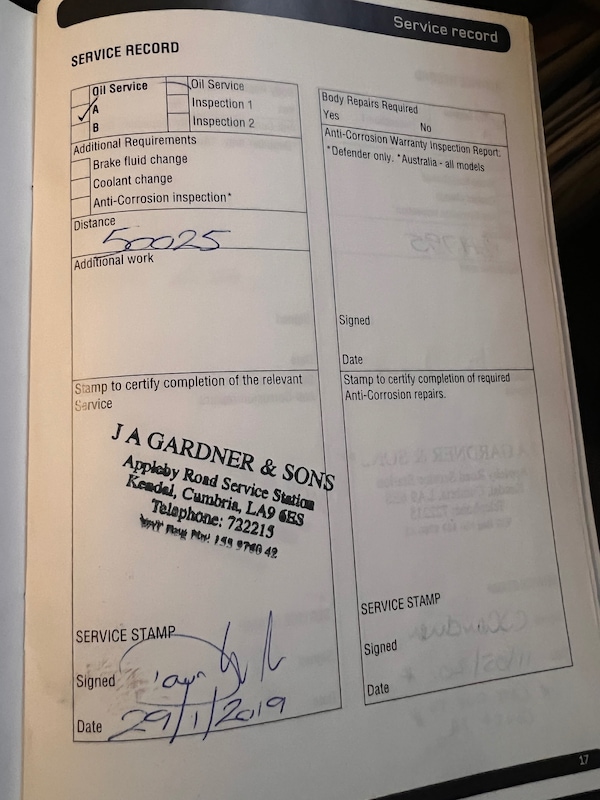 Service record
SERVICE RECORD
Oil Service
A
B
Oil Service
Inspection 1
Inspection 2
Additional Requirements
Brake fluid change
Coolant change
Anti-Corrosion inspection*
Distance
50025
Additional work
Stamp to certify completion of the relevant
Service
J A GARDNER & SONS
Appleby Road Service Station
Kendal, Cumbria, LA9 6ES
Telephone: 722215
SERVICE STAMP
Signed
Date 29/1/2019
Body Repairs Required
Yes No
Anti-Corrosion Warranty Inspection Report:
*Defender only. *Australia - all models
Signed
Date
Stamp to certify completion of required
Anti-Corrosion repairs.
SERVICE STAMP
Signed
Date
17